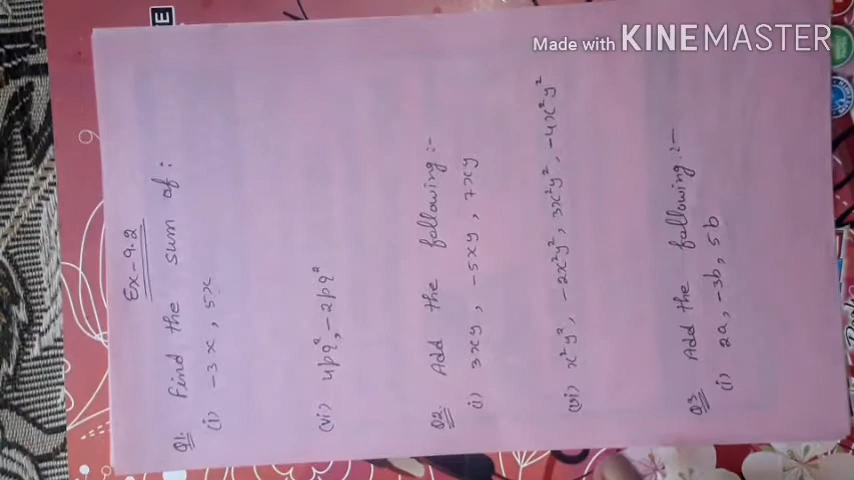 Made with KINEMASTER
Ex-9.2
Q1. Find the sum of:
(i) -3x, 5x
(vi) 4pq², -2pq²
Q2. Add the following:-
(i) 3xy, -5xy, 7xy
(vi) x²y², -2x²y², 3x²y², -4x²y²
Q3 Add the following:-
(i) 2a, -3b, 5b